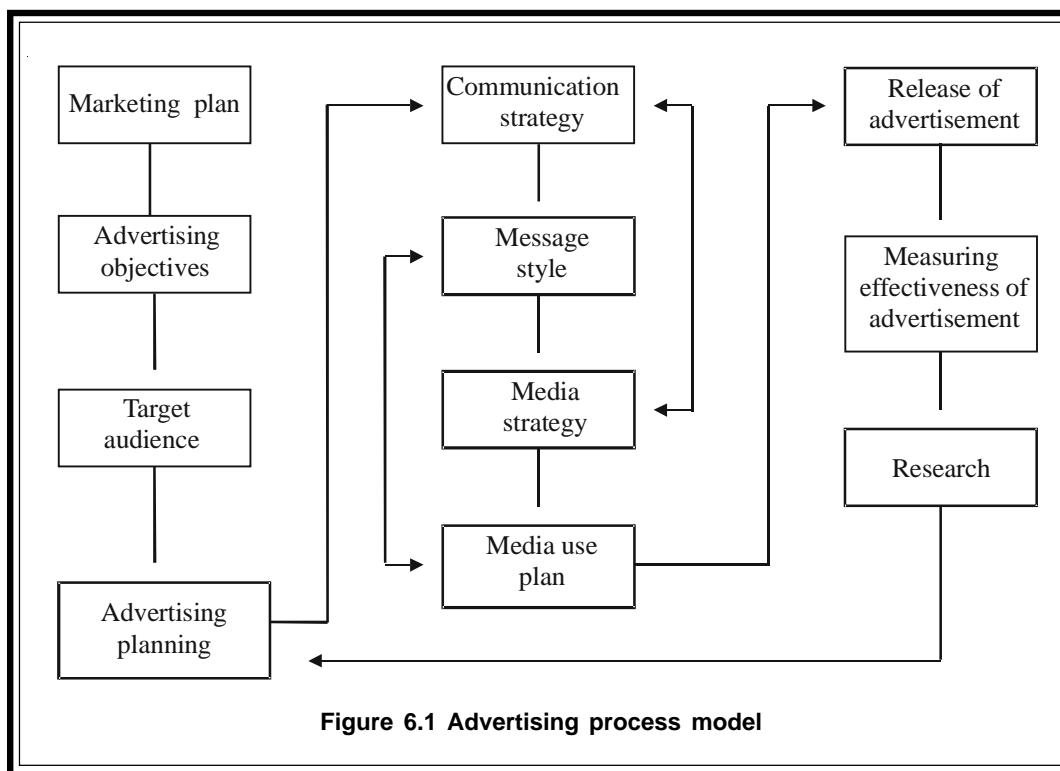 Marketing plan
Advertising
objectives
Target
audience
Advertising
planning
Communication
strategy
Message
style
Media
strategy
Media use
plan
Release of
advertisement
Measuring
effectiveness of
advertisement
Research
Figure 6.1 Advertising process model